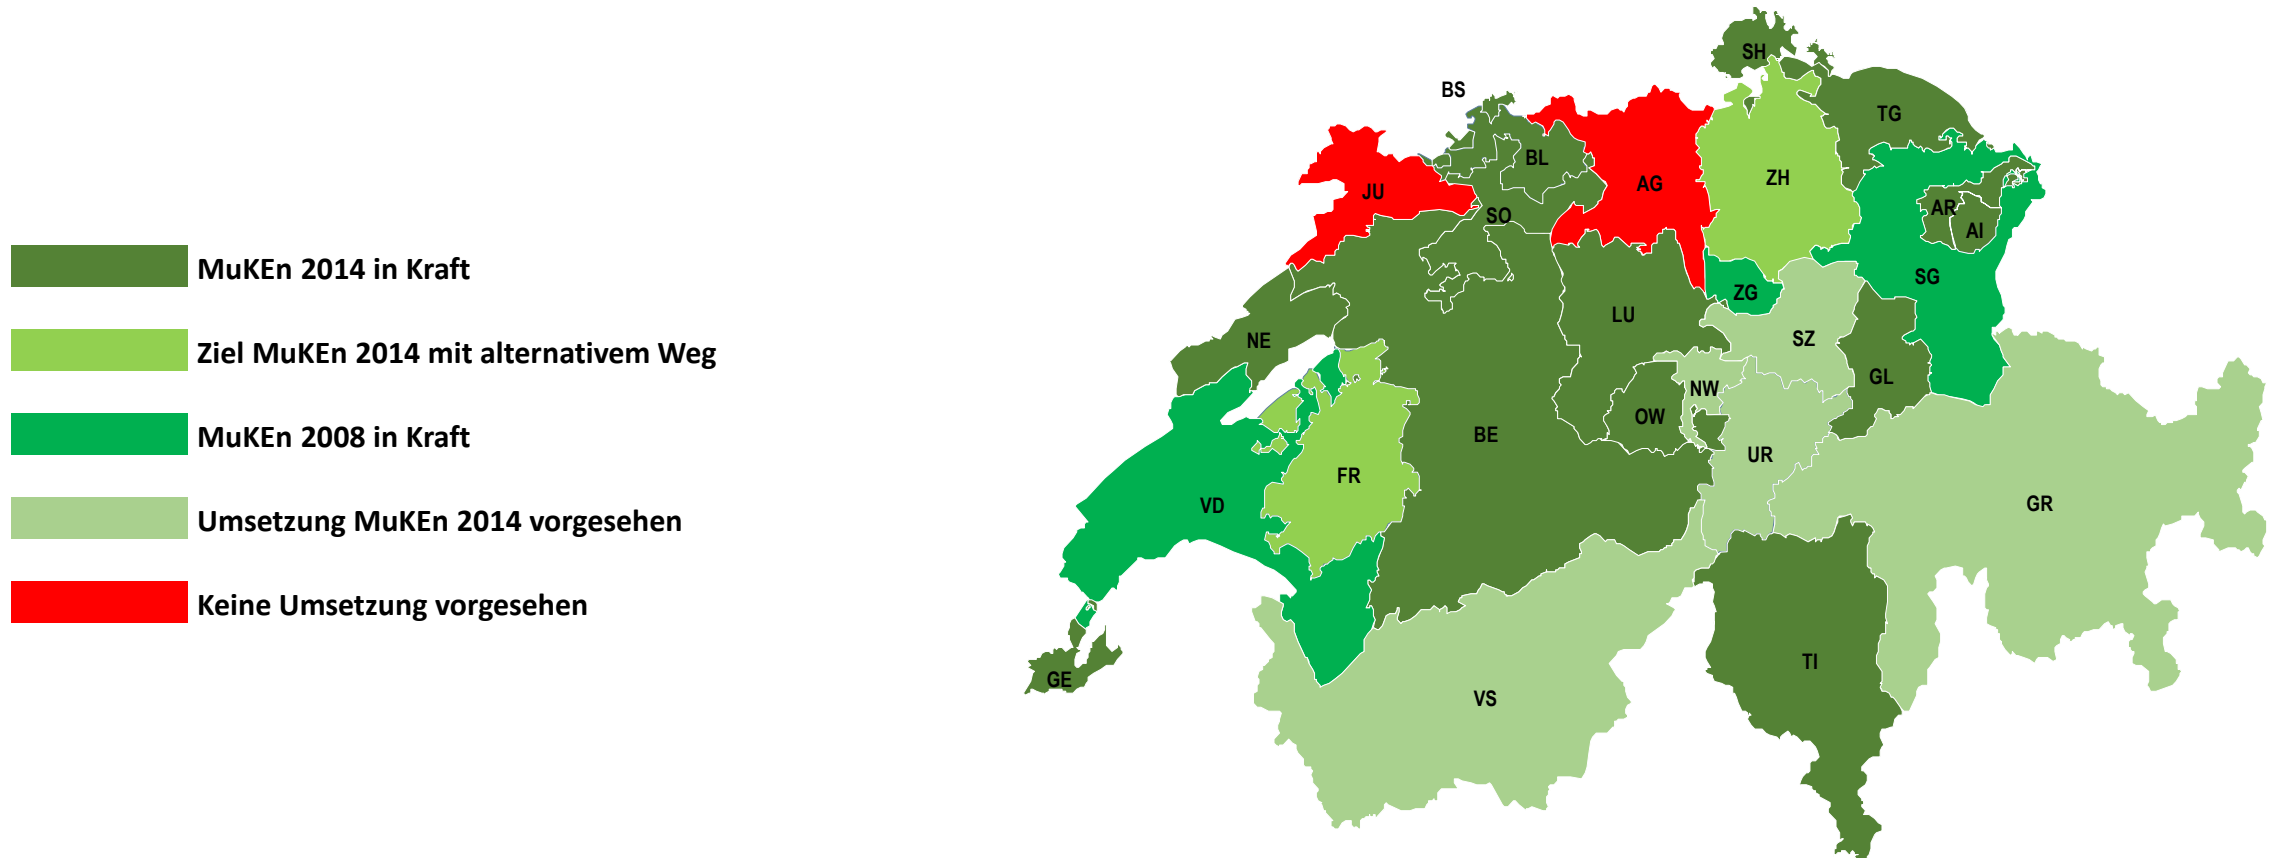 MuKEn 2014 in Kraft
Ziel MuKEn 2014 mit alternativem Weg
MuKEn 2008 in Kraft
Umsetzung MuKEn 2014 vorgesehen
Keine Umsetzung vorgesehen
SH
BS
TG
BL
ZH
AG
JU
AR
SO
AI
SG
ZG
LU
NE
SZ
GL
NW
OW
BE
UR
FR
VD
GR
TI
GE
VS